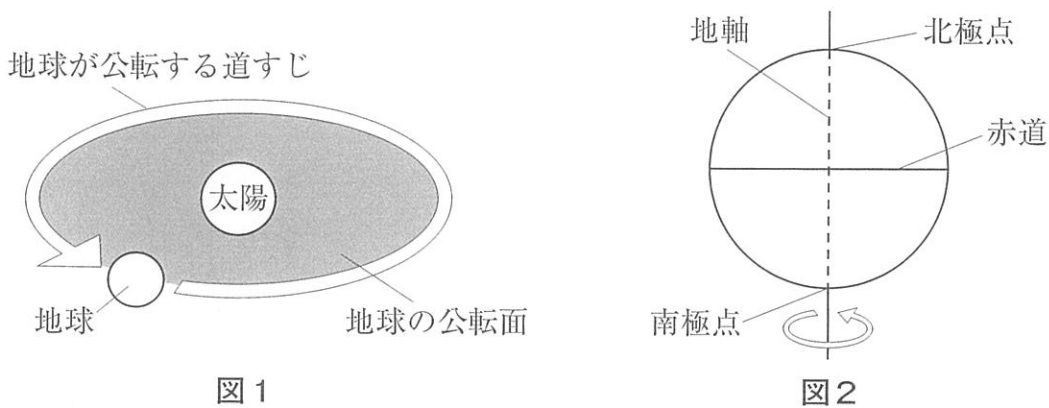 地球が公転する道すじ
太陽
地球
地球の公転面
図1
地軸
北極点
赤道
南極点
図2